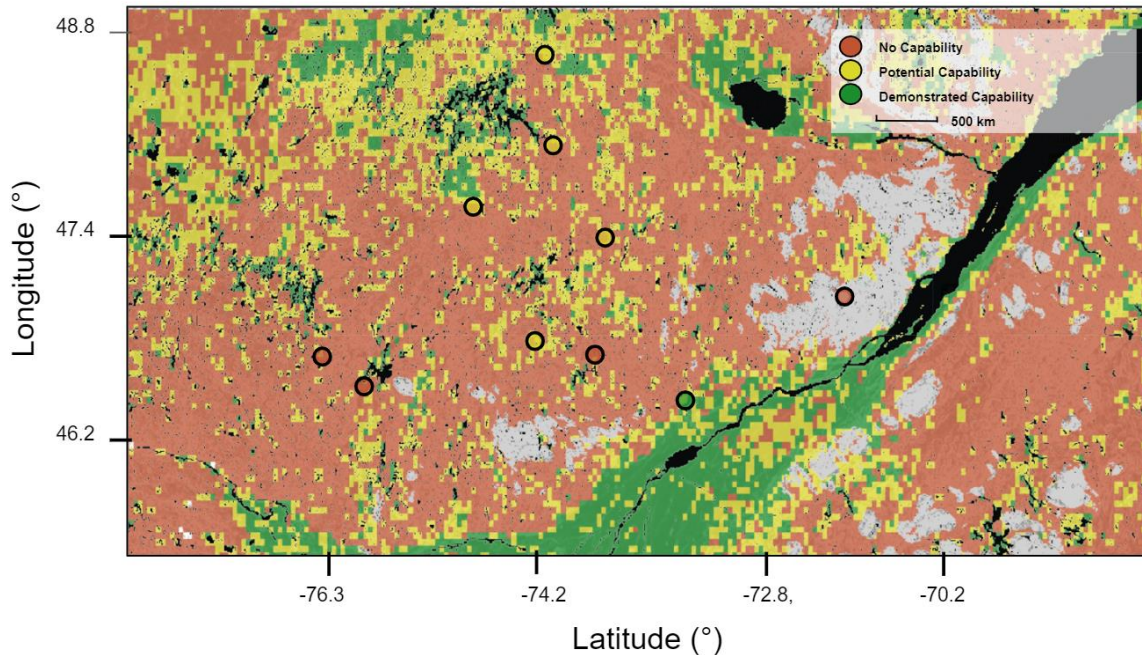 48.8
47.4
46.2
Longitude (°)
No Capability
Potential Capability
Demonstrated Capability
500 km
-76.3
-74.2
-72.8,
-70.2
Latitude (°)